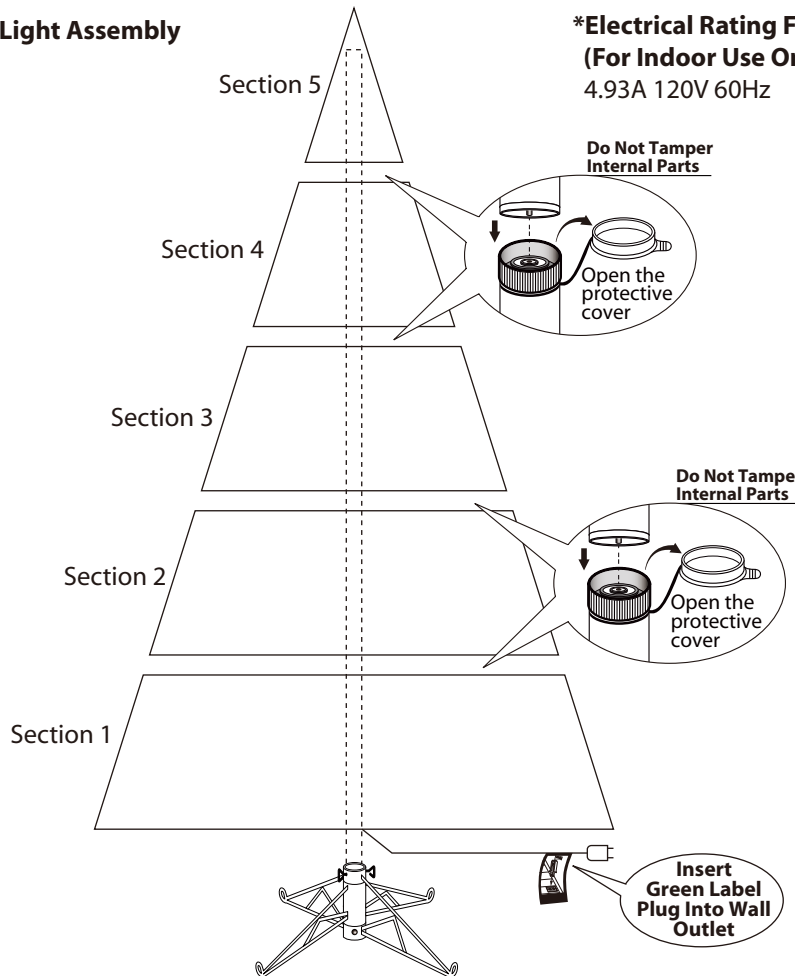 Light Assembly
*Electrical Rating
(For Indoor Use
4.93A 120V 60Hz
Section 5
Do Not Tamper
Internal Parts
Section 4
Open the
protective
cover
Section 3
Do Not Tampe
Internal Parts
Section 2
Open the
protective
cover
Section 1
Insert
Green Label
Plug Into Wall
Outlet